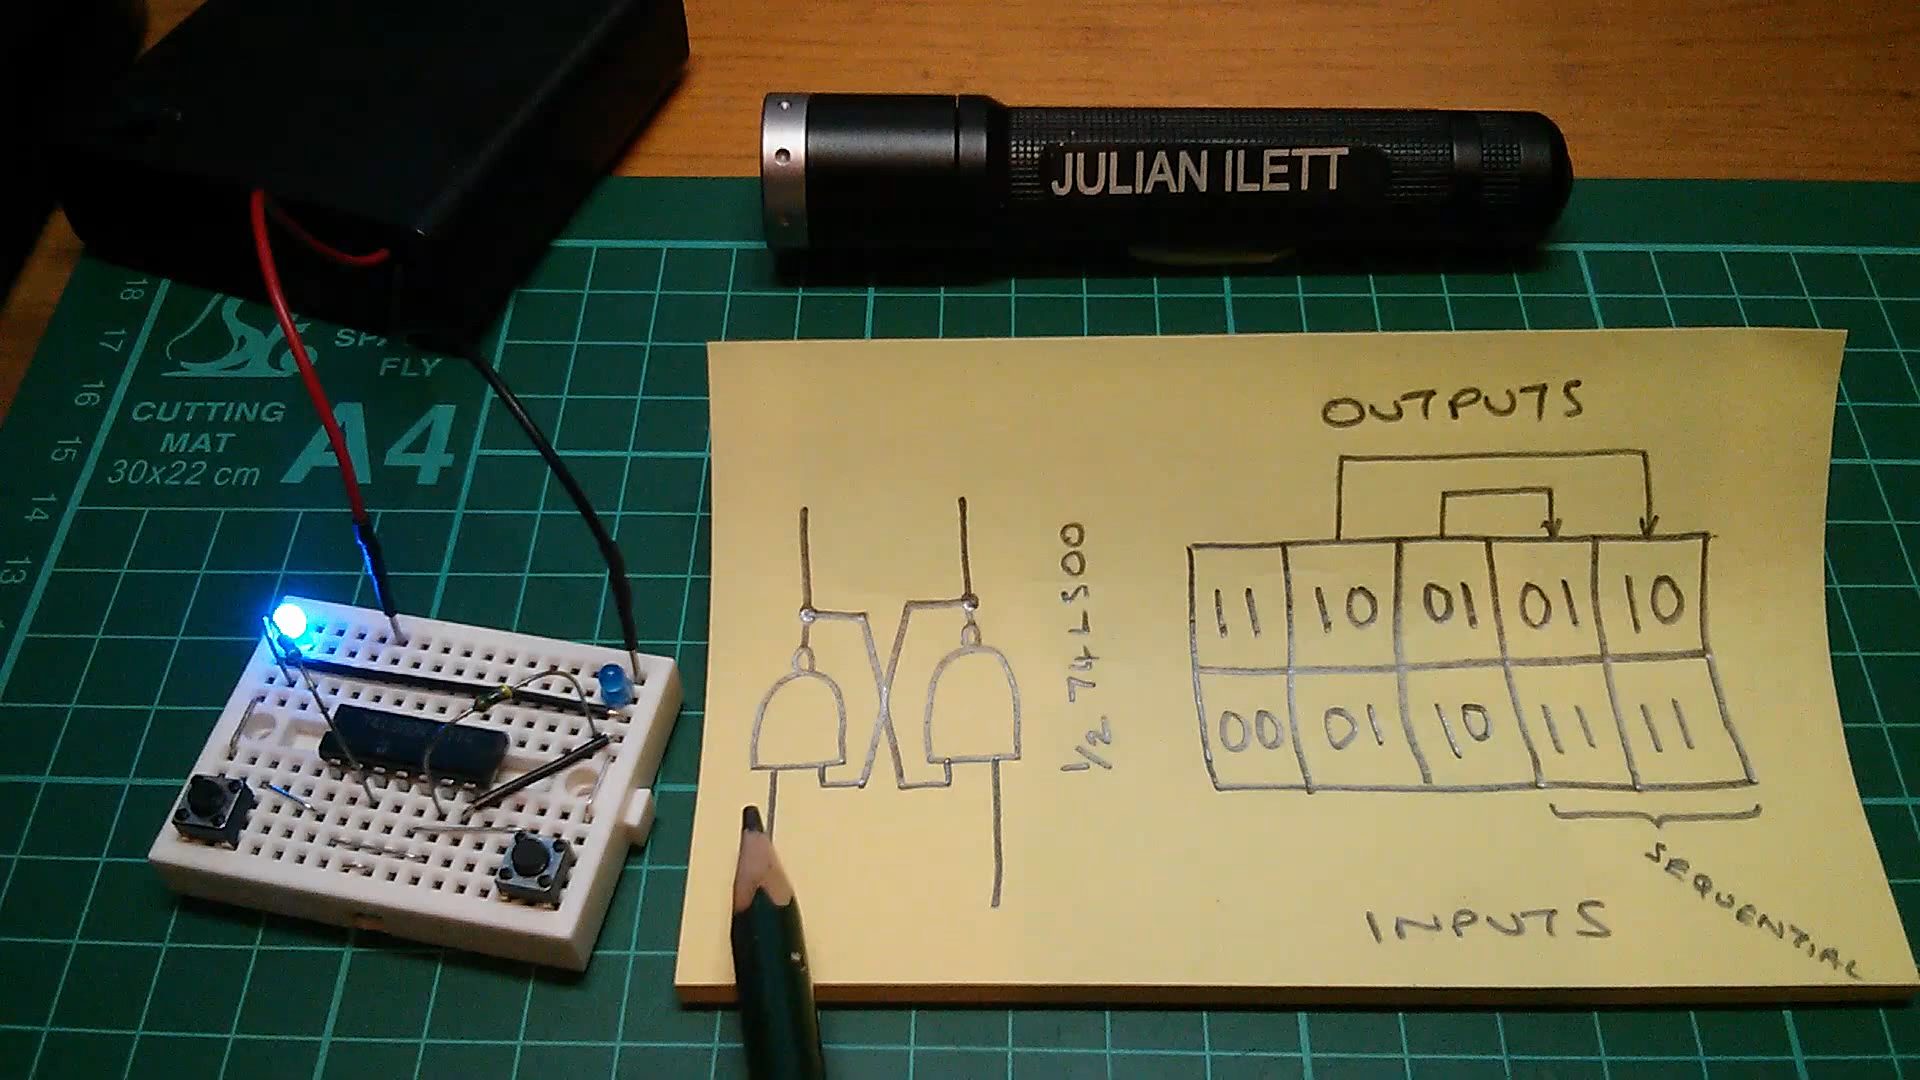 JULIAN ILETT
18
17
16
15
14
13
FLY
CUTTING
MAT
30x22 cm
A4
OUTPUTS
11 10 01 01 10
00 01 10 11 11
SEQUENTIAL
INPUTS
1/2 74LS00